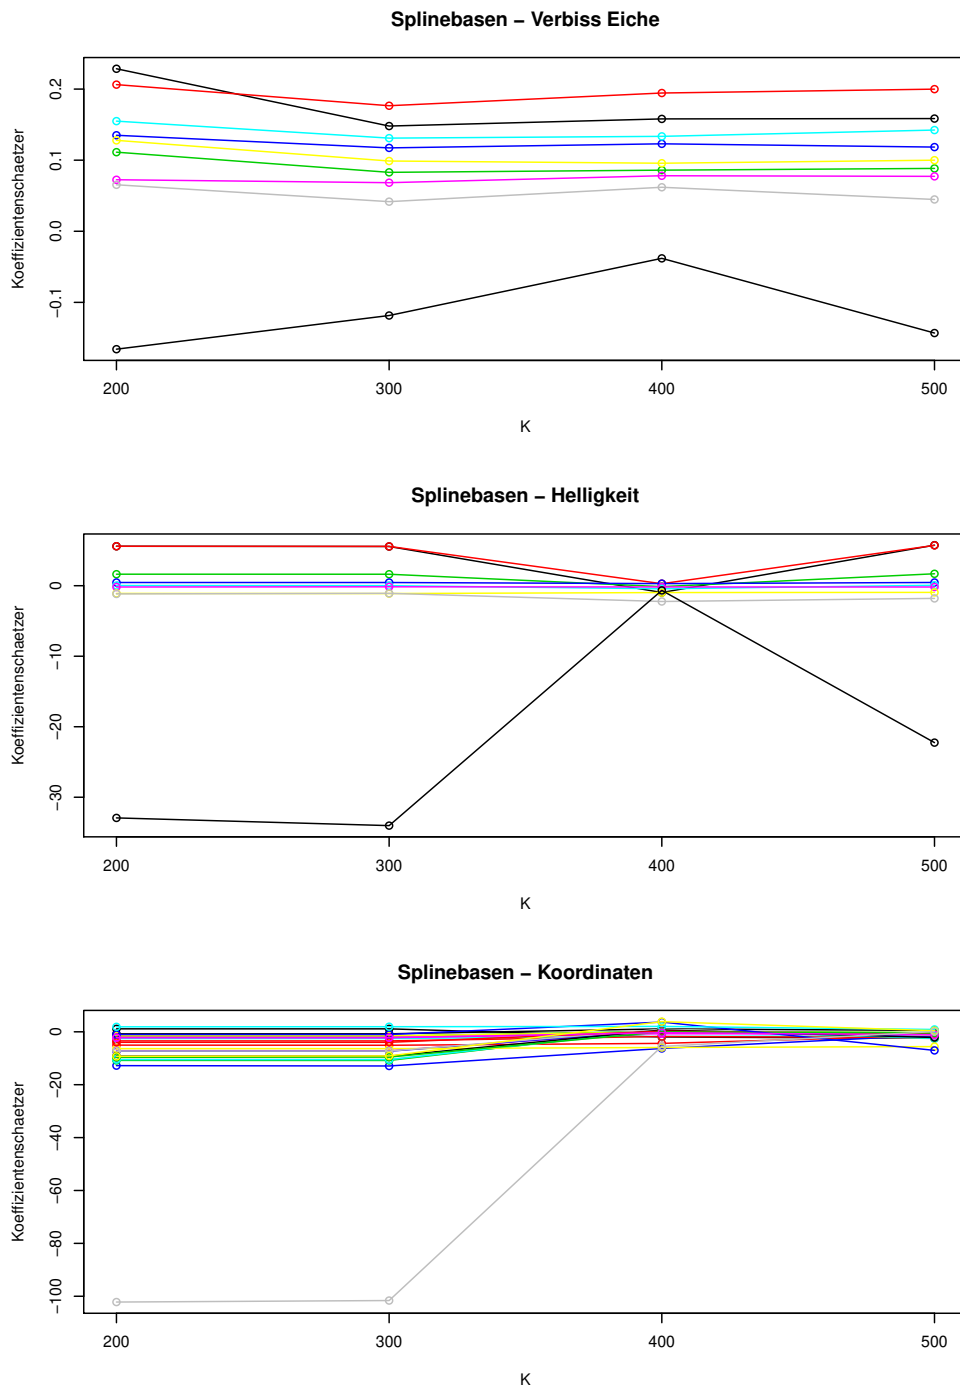 Splinebasen – Verbiss Eiche
Koeffizientenschaetzer
0.2
0.1
0.0
−0.1
200 300 400 500
K
Splinebasen – Helligkeit
Koeffizientenschaetzer
0
−10
−20
−30
200 300 400 500
K
Splinebasen – Koordinaten
Koeffizientenschaetzer
0
−20
−40
−60
−80
−100
200 300 400 500
K